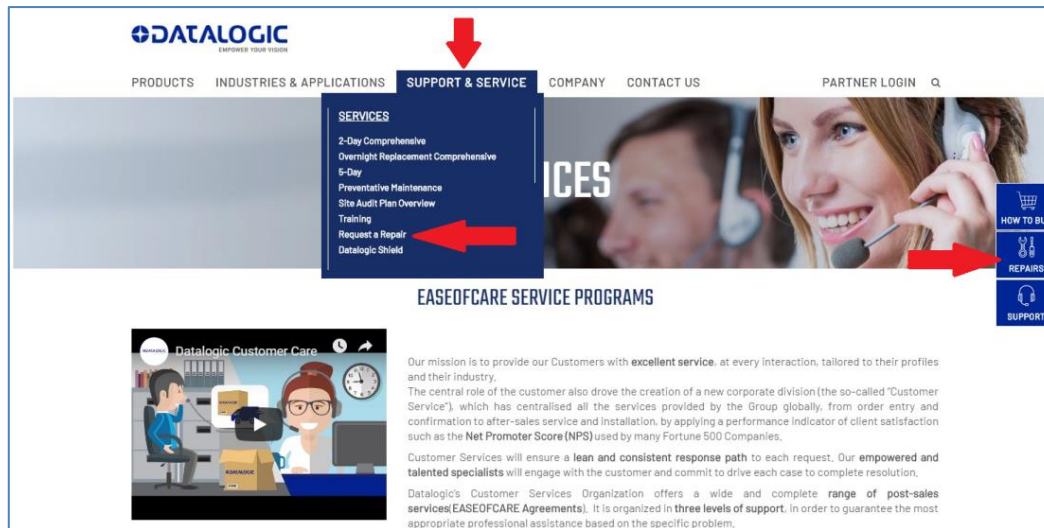 DATALOGIC
EMPOWER YOUR VISION
PRODUCTS INDUSTRIES & APPLICATIONS SUPPORT & SERVICE COMPANY CONTACT US PARTNER LOGIN
SERVICES
2-Day Comprehensive
Overnight Replacement Comprehensive
5-Day
Preventative Maintenance
Site Audit Plan Overview
Training
Request a Repair
Datalogic Shield
ICES
HOW TO BU
REPAIRS
SUPPORT
EASEOFCARE SERVICE PROGRAMS
DATALOGIC
Datalogic Customer Care
DATALOGIC
DATALOGIC
Our mission is to provide our Customers with excellent service, at every interaction, tailored to their profiles
and their industry.
The central role of the customer also drove the creation of a new corporate division (the so-called "Customer
Service"), which has centralised all the services provided by the Group globally, from order entry and
confirmation to after-sales service and installation, by applying a performance indicator of client satisfaction
such as the Net Promoter Score (NPS) used by many Fortune 500 Companies.
Customer Services will ensure a lean and consistent response path to each request. Our empowered and
talented specialists will engage with the customer and commit to drive each case to complete resolution.
Datalogic's Customer Services Organization offers a wide and complete range of post-sales
services(EASEOFCARE Agreements). It is organized in three levels of support, in order to guarantee the most
appropriate professional assistance based on the specific problem.